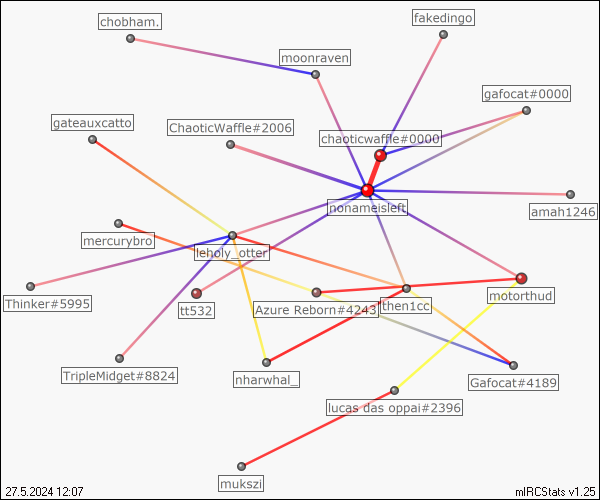 chobham.
fakedingo
moonraven
gafocat#0000
gateauxcatto
ChaoticWaffle#2006
chaoticwaffle#0000
nonameisleft
amah1246
mercurybro
leholy_otter
Thinker#5995
tt532
Azure Reborn#4243
then1cc
motorthud
TripleMidget#8824
nharwhal_
Gafocat#4189
lucas das oppai#2396
mukszi
27.5.2024 12:07
mIRCStats v1.25